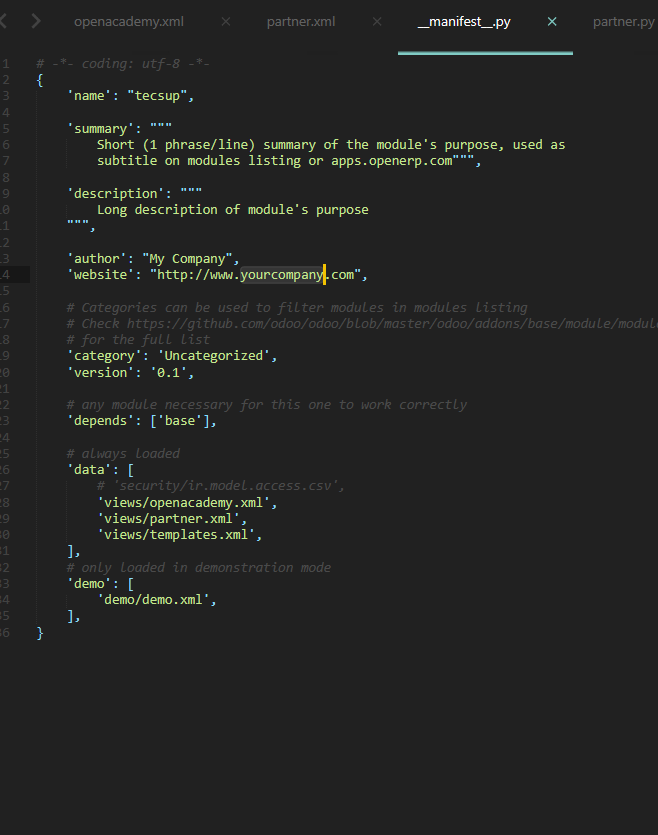 openacademy.xml × partner.xml × __manifest__.py × partner.py
1 # -*- coding: utf-8 -*-
2 {
3 'name': "tecsup",
4
5 'summary': """
6 Short (1 phrase/line) summary of the module's purpose, used as
7 subtitle on modules listing or apps.openerp.com""",
8
9 'description': """
10 Long description of module's purpose
11 """,
12
13 'author': "My Company",
14 'website': "http://www.yourcompany.com",
15
16 # Categories can be used to filter modules in modules listing
17 # Check https://github.com/odoo/odoo/blob/master/odoo/addons/base/module/modul
18 # for the full list
19 'category': 'Uncategorized',
20 'version': '0.1',
21
22 # any module necessary for this one to work correctly
23 'depends': ['base'],
24
25 # always loaded
26 'data': [
27 # 'security/ir.model.access.csv',
28 'views/openacademy.xml',
29 'views/partner.xml',
30 'views/templates.xml',
31 ],
32 # only loaded in demonstration mode
33 'demo': [
34 'demo/demo.xml',
35 ],
36 }